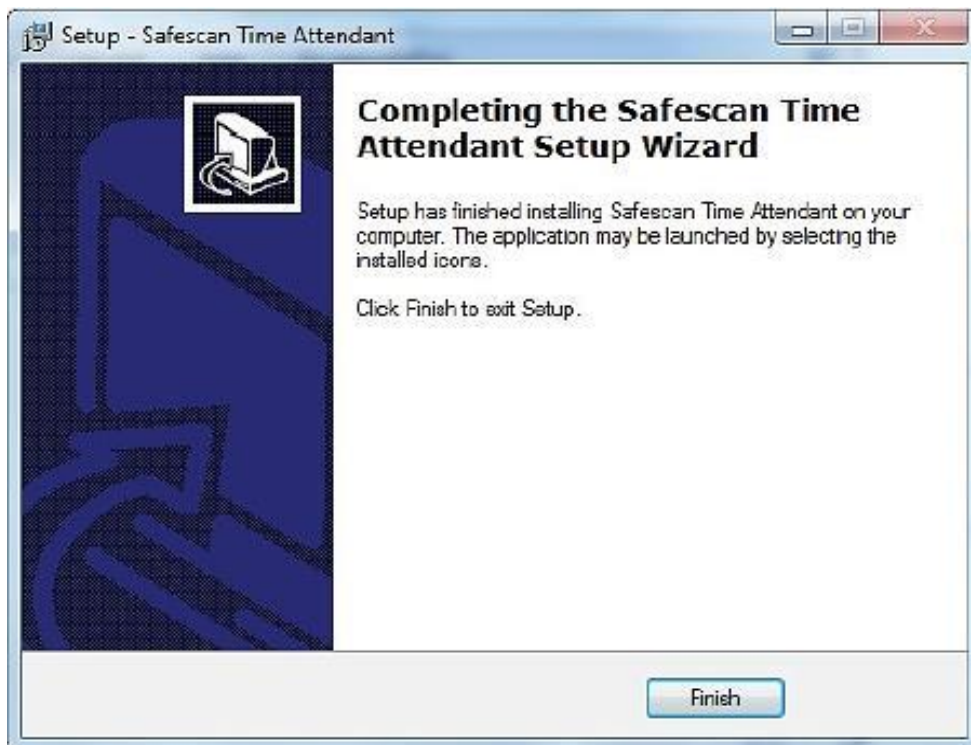 Setup - Safescan Time Attendant
Completing the Safescan Time
Attendant Setup Wizard
Setup has finished installing Safescan Time Attendant on your
computer. The application may be launched by selecting the
installed icons.
Click Finish to exit Setup.
Finish